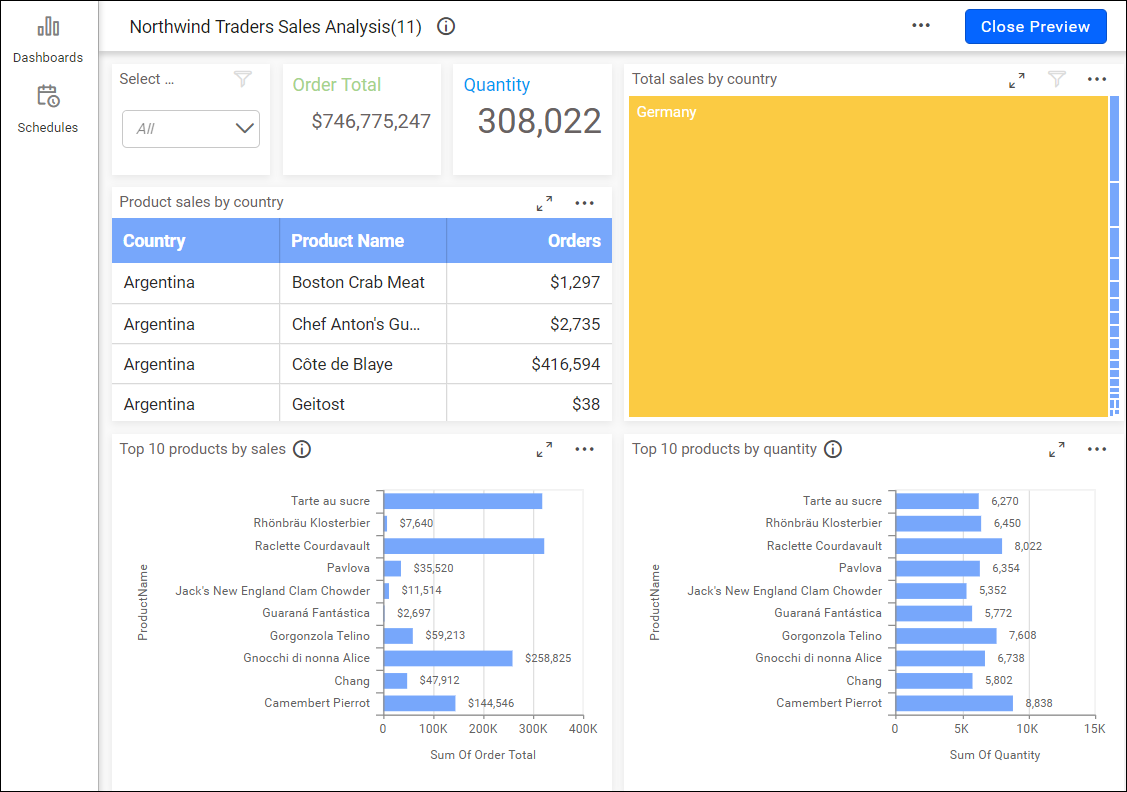 Dashboards
Schedules
Northwind Traders Sales Analysis(11)
Close Preview
Select ...
All
Order Total
$746,775,247
Quantity
308,022
Total sales by country
Germany
Product sales by country
Country Product Name Orders
Argentina Boston Crab Meat $1,297
Argentina Chef Anton's Gu... $2,735
Argentina Côte de Blaye $416,594
Argentina Geitost $38
Top 10 products by sales
ProductName
Tarte au sucre
Rhönbräu Klosterbier $7,640
Raclette Courdavault
Pavlova $35,520
Jack's New England Clam Chowder $11,514
Guaraná Fantástica $2,697
Gorgonzola Telino $59,213
Gnocchi di nonna Alice $258,825
Chang $47,912
Camembert Pierrot $144,546
0 100K 200K 300K 400K
Sum Of Order Total
Top 10 products by quantity
ProductName
Tarte au sucre 6,270
Rhönbräu Klosterbier 6,450
Raclette Courdavault 8,022
Pavlova 6,354
Jack's New England Clam Chowder 5,352
Guaraná Fantástica 5,772
Gorgonzola Telino 7,608
Gnocchi di nonna Alice 6,738
Chang 5,802
Camembert Pierrot 8,838
0 5K 10K 15K
Sum Of Quantity